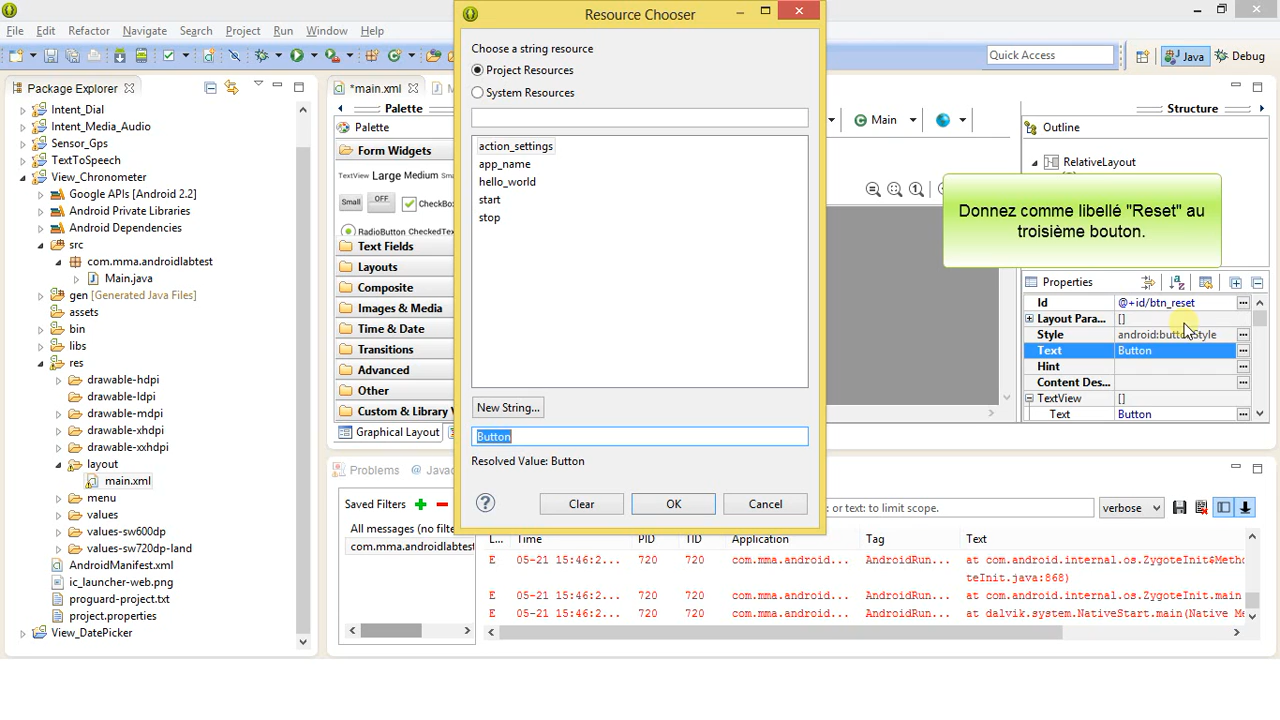 File Edit Refactor Navigate Search Project Run Window Help
Quick Access
Java
Debug
Package Explorer
Intent_Dial
Intent_Media_Audio
Sensor_Gps
TextToSpeech
View_Chronometer
Google APIs [Android 2.2]
Android Private Libraries
Android Dependencies
src
com.mma.androidlabtest
Main.java
gen [Generated Java Files]
assets
bin
libs
res
drawable-hdpi
drawable-ldpi
drawable-mdpi
drawable-xhdpi
drawable-xxhdpi
layout
main.xml
menu
values
values-sw600dp
values-sw720dp-land
AndroidManifest.xml
ic_launcher-web.png
proguard-project.txt
project.properties
View_DatePicker
*main.xml
Palette
Palette
Form Widgets
TextView Large Medium
Small OFF CheckBox
RadioButton CheckedText
Text Fields
Layouts
Composite
Images & Media
Time & Date
Transitions
Advanced
Other
Custom & Library V
Graphical Layout
Resource Chooser
Choose a string resource
Project Resources
System Resources
action_settings
app_name
hello_world
start
stop
New String...
Button
Resolved Value: Button
Clear
OK
Cancel
Main
Structure
Outline
RelativeLayout
Donnez comme libellé "Reset" au
troisième bouton.
Properties
Id @+id/btn_reset
Layout Para... []
Style android:buttonStyle
Text Button
Hint
Content Des...
TextView []
Text Button
Problems
Saved Filters
All messages (no filte
com.mma.androidlabtest
or text: to limit scope.
verbose
L... Time PID TID Application Tag Text
at com.android.internal.os.ZygoteInit$Metho
E 05-21 15:46:2... 720 720 com.mma.android... AndroidRun...
teInit.java:868)
E 05-21 15:46:2... 720 720 com.mma.android... AndroidRun... at com.android.internal.os.ZygoteInit.main
E 05-21 15:46:2... 720 720 com.mma.android... AndroidRun... at dalvik.system.NativeStart.main(Native Me